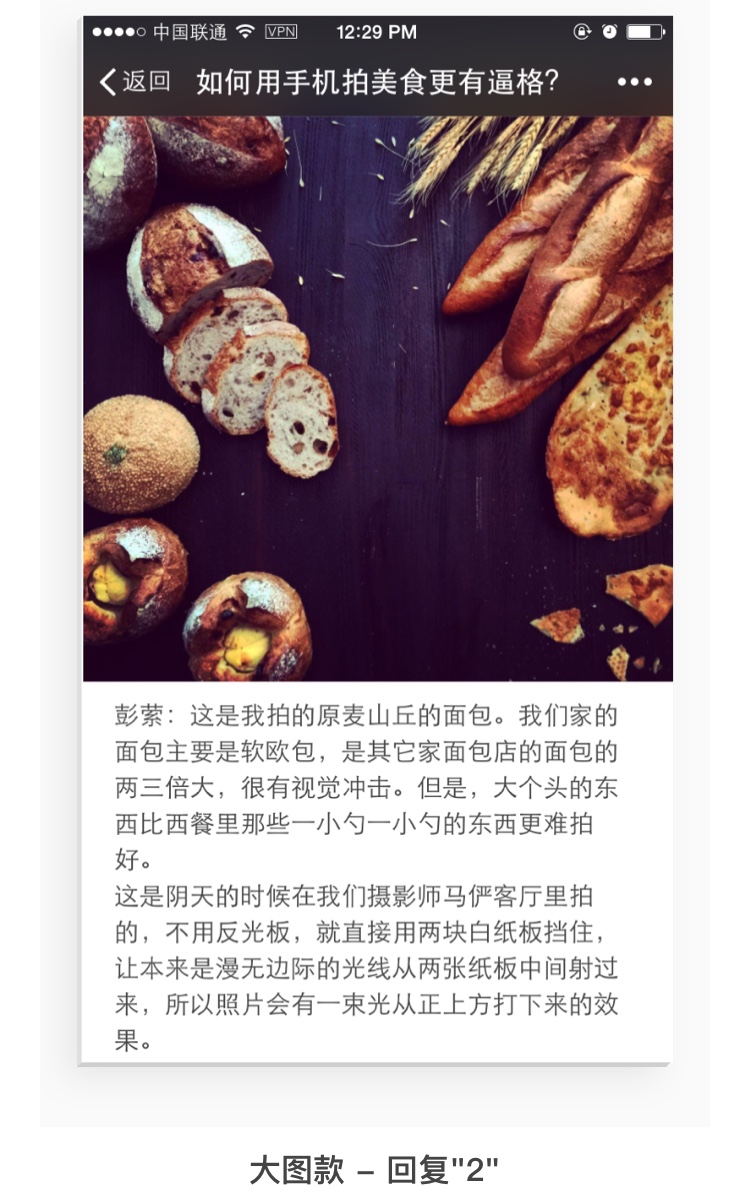 中国联通 VPN 12:29 PM
返回 如何用手机拍美食更有逼格?
彭萦：这是我拍的原麦山丘的面包。我们家的
面包主要是软欧包，是其它家面包店的面包的
两三倍大，很有视觉冲击。但是，大个头的东
西比西餐里那些一小勺一小勺的东西更难拍
好。
这是阴天的时候在我们摄影师马俨客厅里拍
的，不用反光板，就直接用两块白纸板挡住，
让本来是漫无边际的光线从两张纸板中间射过
来，所以照片会有一束光从正上方打下来的效
果。
大图款 – 回复"2"